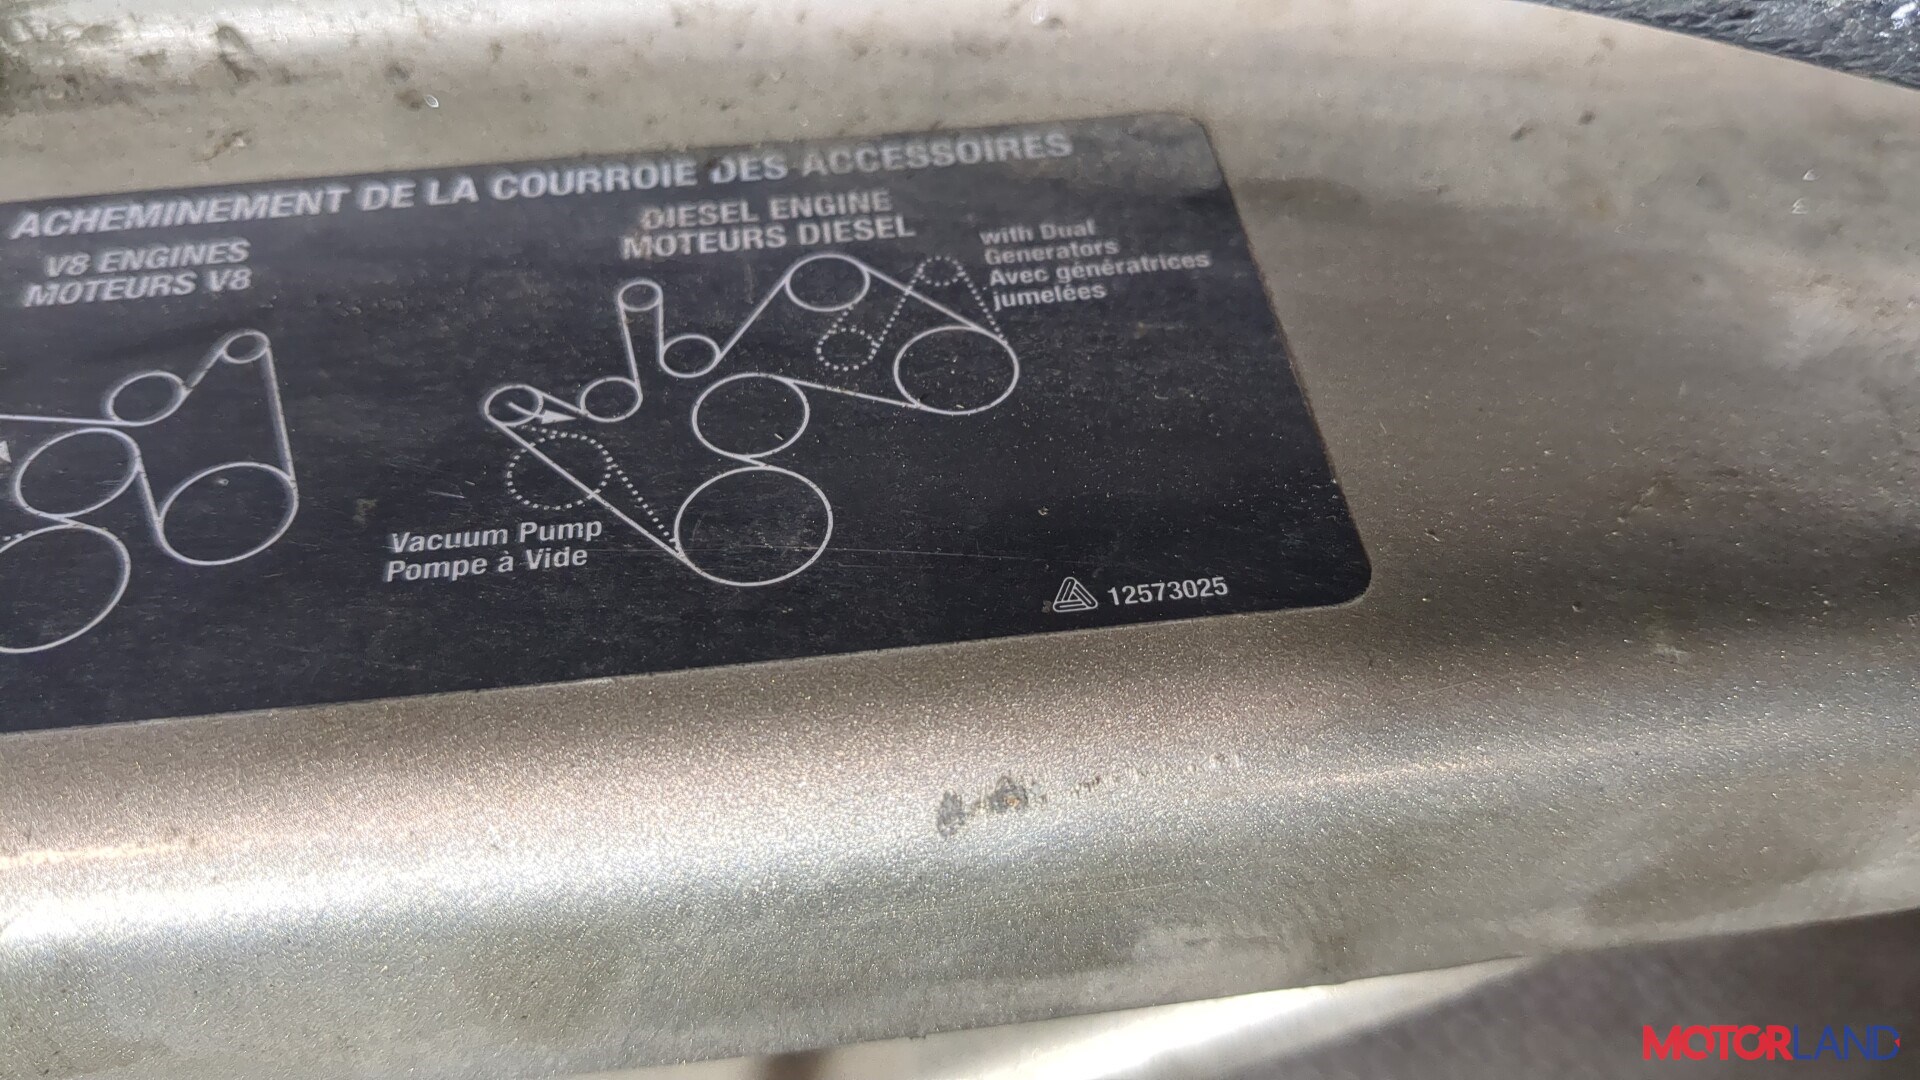 ACHEMINEMENT DE LA COURROIE DES ACCESSOIRES
V8 ENGINES
MOTEURS V8
DIESEL ENGINE
MOTEURS DIESEL
with Dual
Generators
Avec génératrices
jumelées
Vacuum Pump
Pompe à Vide
12573025
MOTORLAND